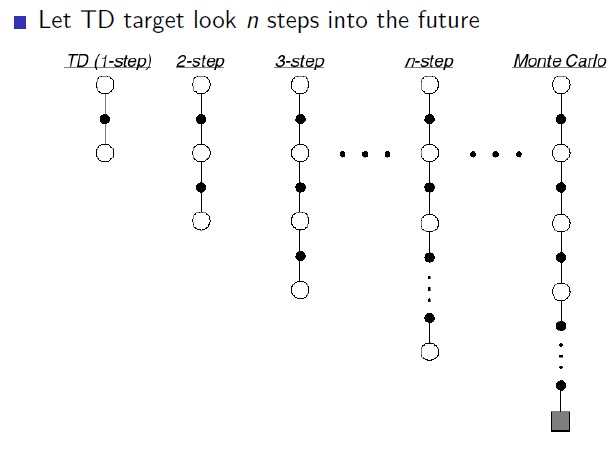 Let TD target look n steps into the future
TD (1-step) 2-step 3-step n-step Monte Carlo